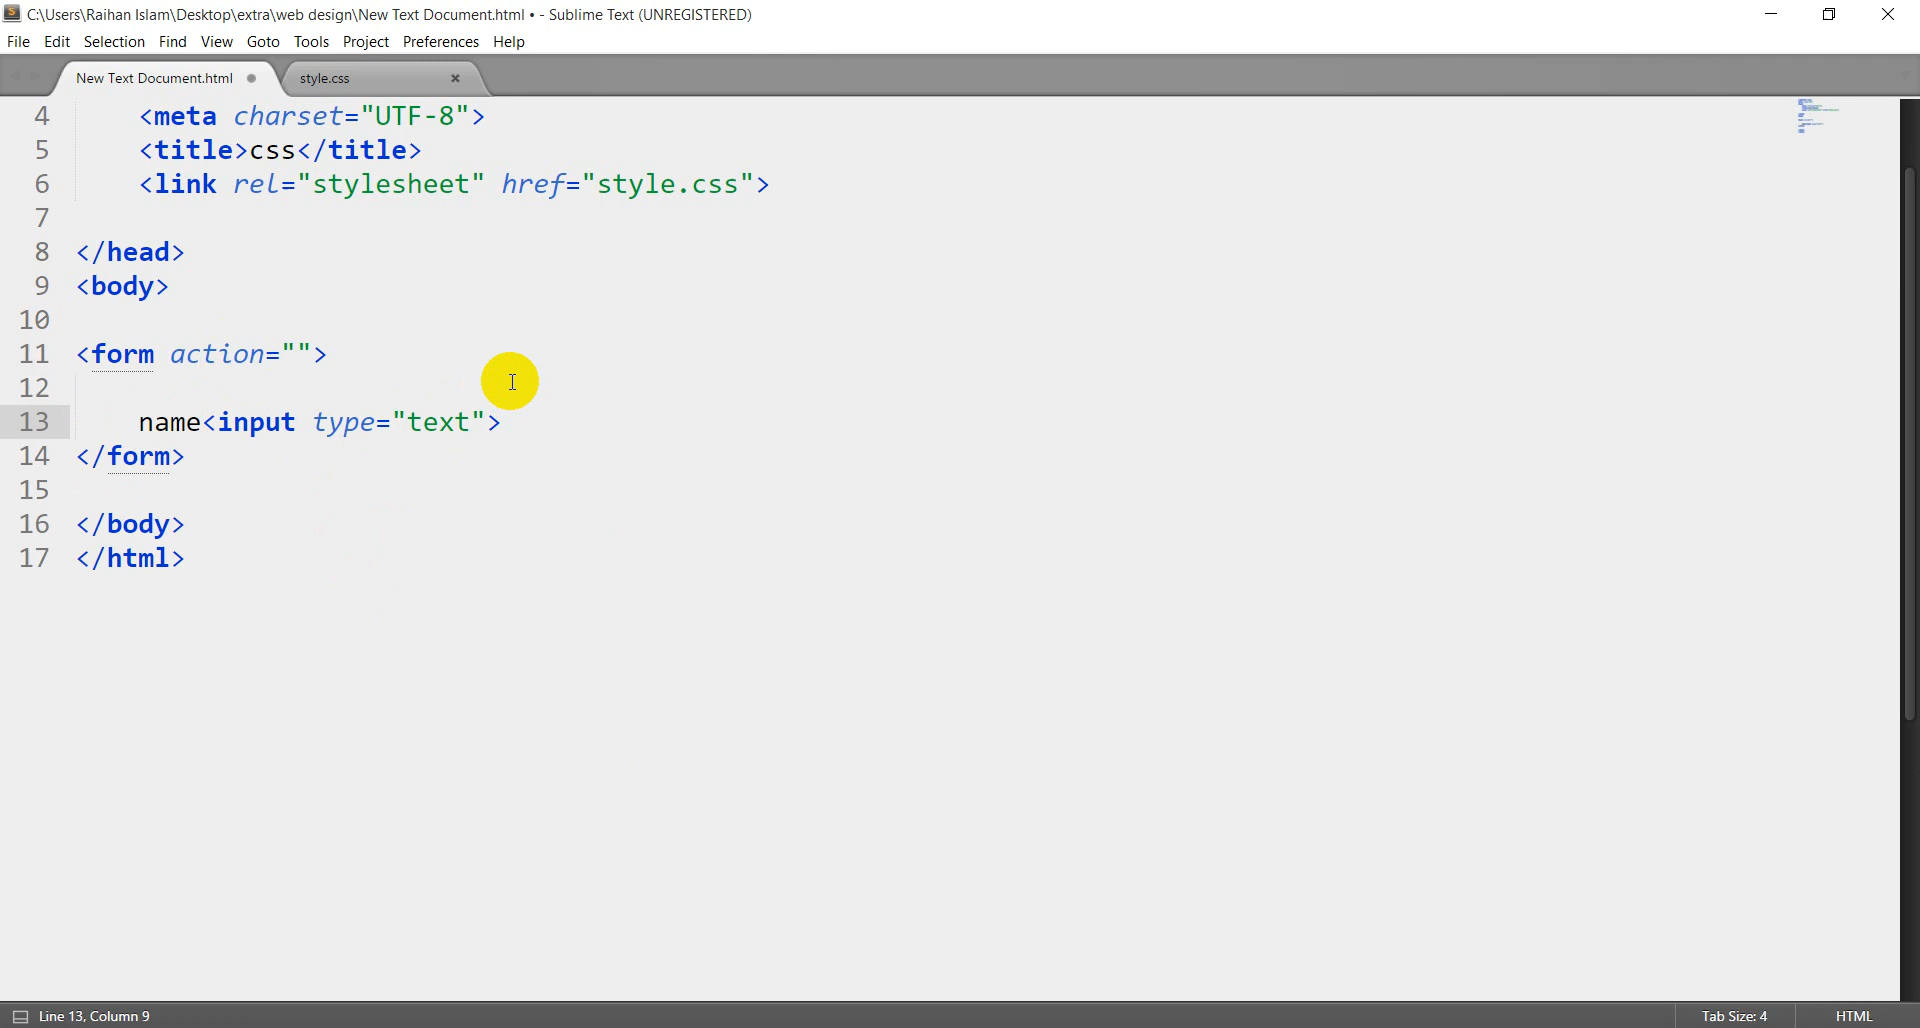 C:\Users\Raihan Islam\Desktop\extra\web design\New Text Document.html • - Sublime Text (UNREGISTERED)
File Edit Selection Find View Goto Tools Project Preferences Help
New Text Document.html style.css
4 <meta charset="UTF-8">
5 <title>css</title>
6 <link rel="stylesheet" href="style.css">
7
8 </head>
9 <body>
10
11 <form action="">
12
13 name<input type="text">
14 </form>
15
16 </body>
17 </html>
Line 13, Column 9 Tab Size: 4 HTML